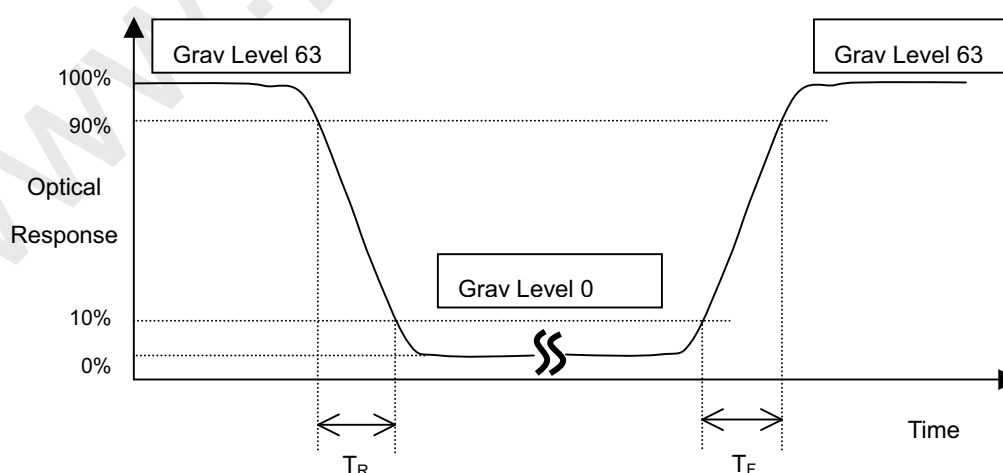 Grav Level 63
Grav Level 63
100%
90%
Optical
Response
Grav Level 0
10%
0%
Time
TR
TF